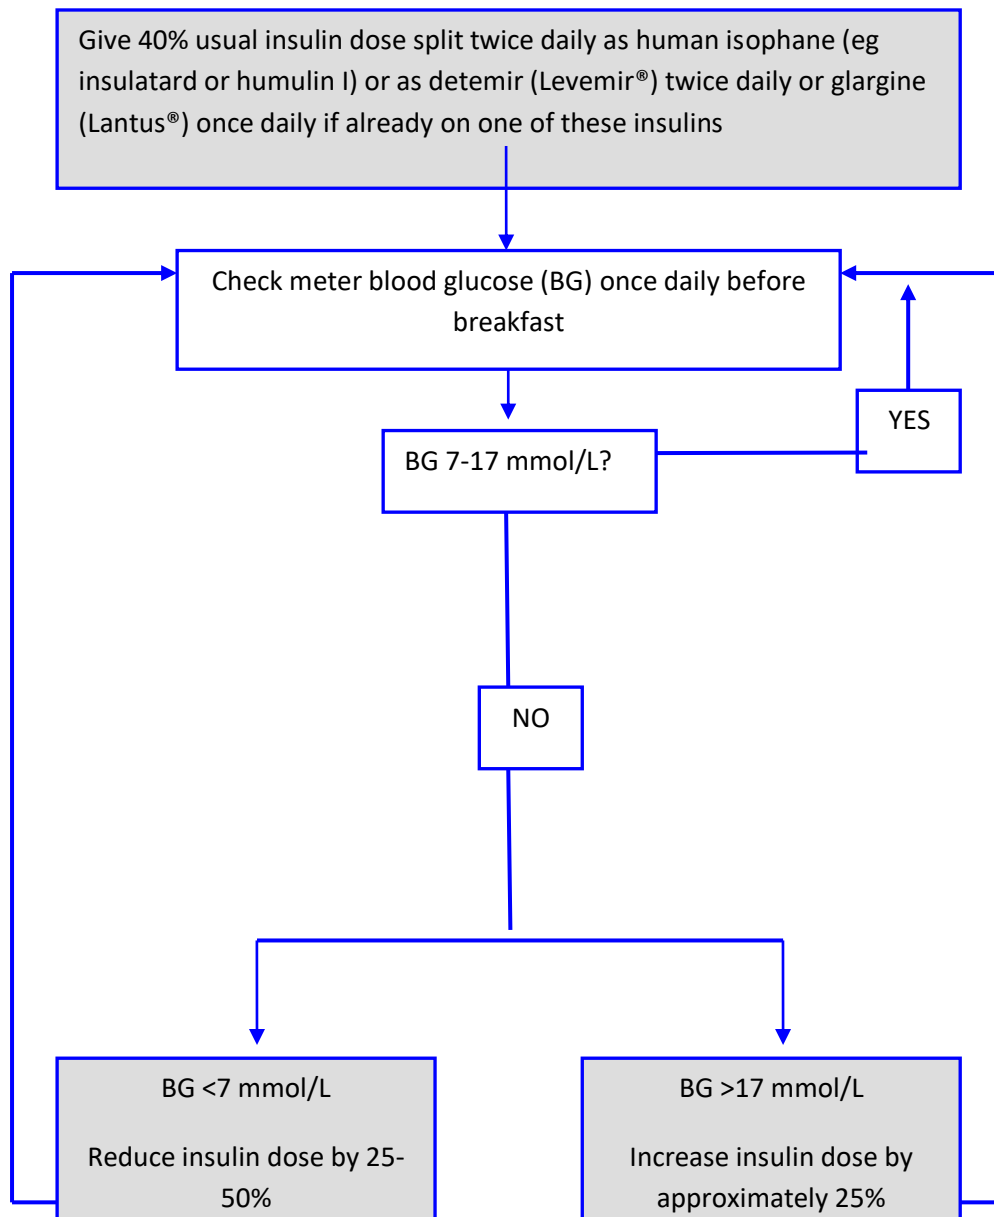 Give 40% usual insulin dose split twice daily as human isophane (eg
insulatard or humulin I) or as detemir (Levemir®) twice daily or glargine
(Lantus®) once daily if already on one of these insulins
Check meter blood glucose (BG) once daily before
breakfast
YES
BG 7-17 mmol/L?
NO
BG <7 mmol/L
Reduce insulin dose by 25-
50%
BG >17 mmol/L
Increase insulin dose by
approximately 25%